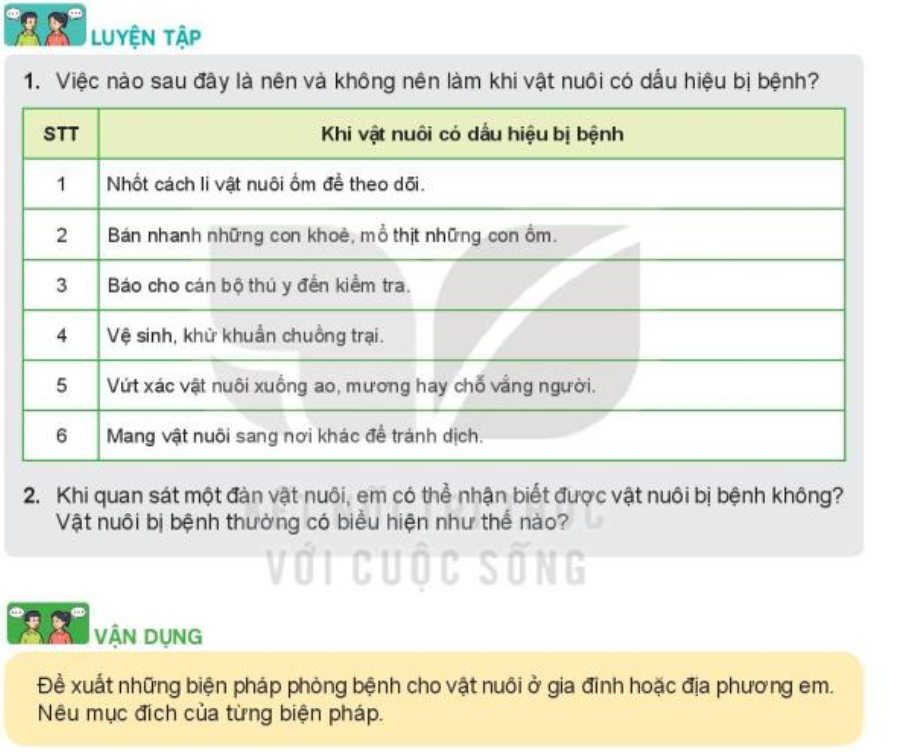 LUYỆN TẬP
1. Việc nào sau đây là nên và không nên làm khi vật nuôi có dấu hiệu bị bệnh?
STT Khi vật nuôi có dấu hiệu bị bệnh
1 Nhốt cách li vật nuôi ốm để theo dõi.
2 Bán nhanh những con khoẻ, mổ thịt những con ốm.
3 Báo cho cán bộ thú y đến kiểm tra.
4 Vệ sinh, khử khuẩn chuồng trại.
5 Vứt xác vật nuôi xuống ao, mương hay chỗ vắng người.
6 Mang vật nuôi sang nơi khác để tránh dịch.
2. Khi quan sát một đàn vật nuôi, em có thể nhận biết được vật nuôi bị bệnh không?
Vật nuôi bị bệnh thường có biểu hiện như thế nào?
KẾT NỐI TRI THỨC
VỚI CUỘC SỐNG
VẬN DỤNG
Đề xuất những biện pháp phòng bệnh cho vật nuôi ở gia đình hoặc địa phương em.
Nêu mục đích của từng biện pháp.